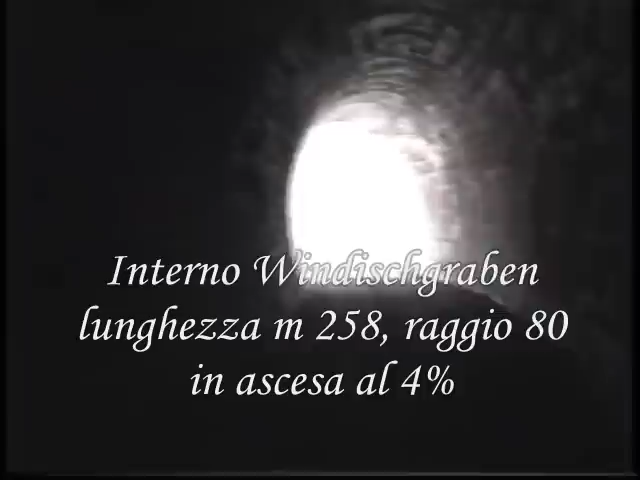 Interno Windischgraben
lunghezza m 258, raggio 80
in ascesa al 4%